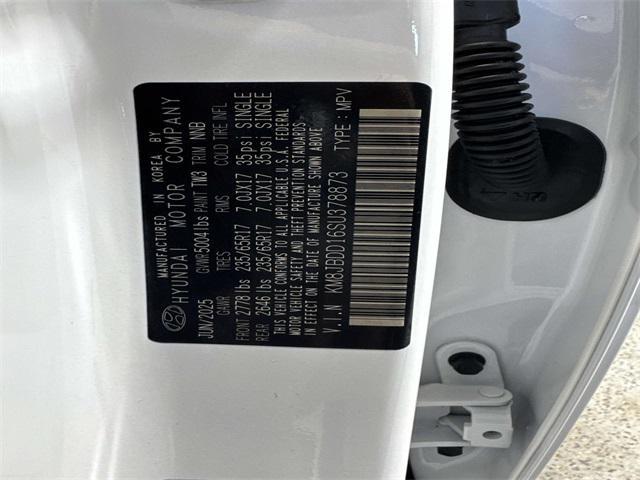 MANUFACTURED IN KOREA BY
HYUNDAI MOTOR COMPANY
JUN/2025 GVWR 5004 lbs PAINT TW3 TRIM NNB
GAWR TIRES RIMS COLD TIRE INFL
FRONT 2778 lbs 235/65R17 7.0JX17 35psi SINGLE
REAR 2646 lbs 235/65R17 7.0JX17 35psi SINGLE
THIS VEHICLE CONFORMS TO ALL APPLICABLE U.S.A. FEDERAL
MOTOR VEHICLE SAFETY AND THEFT PREVENTION STANDARDS
IN EFFECT ON THE DATE OF MANUFACTURE SHOWN ABOVE
V.I.N KM8JBDD16SU378873 TYPE : MPV